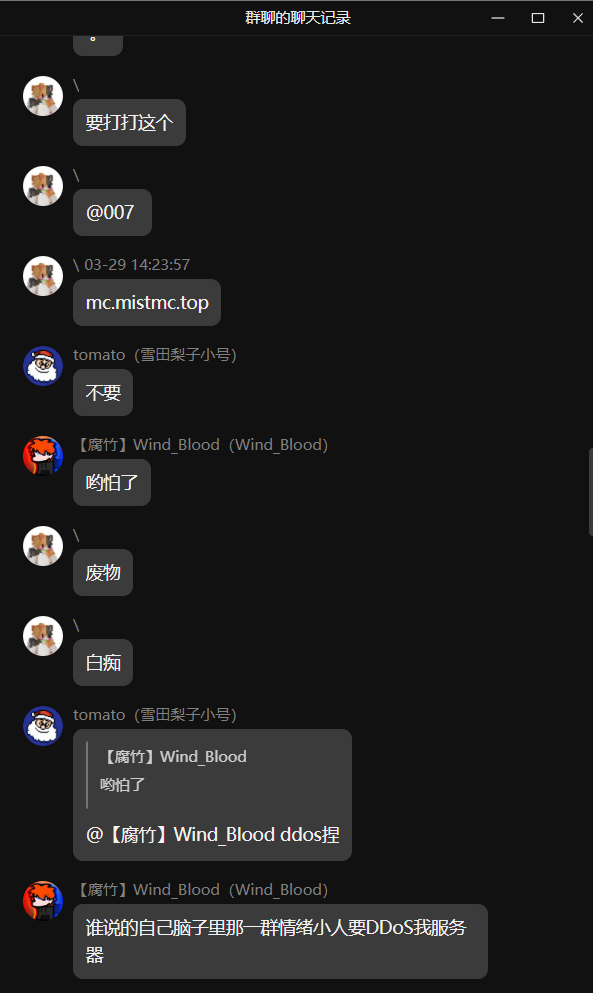 群聊的聊天记录
。
\
要打打这个
\
@007
\ 03-29 14:23:57
mc.mistmc.top
tomato（雪田梨子小号）
不要
【腐竹】Wind_Blood（Wind_Blood）
哟怕了
\
废物
\
白痴
tomato（雪田梨子小号）
【腐竹】Wind_Blood
哟怕了
@【腐竹】Wind_Blood ddos捏
【腐竹】Wind_Blood（Wind_Blood）
谁说的自己脑子里那一群情绪小人要DDoS我服务
器